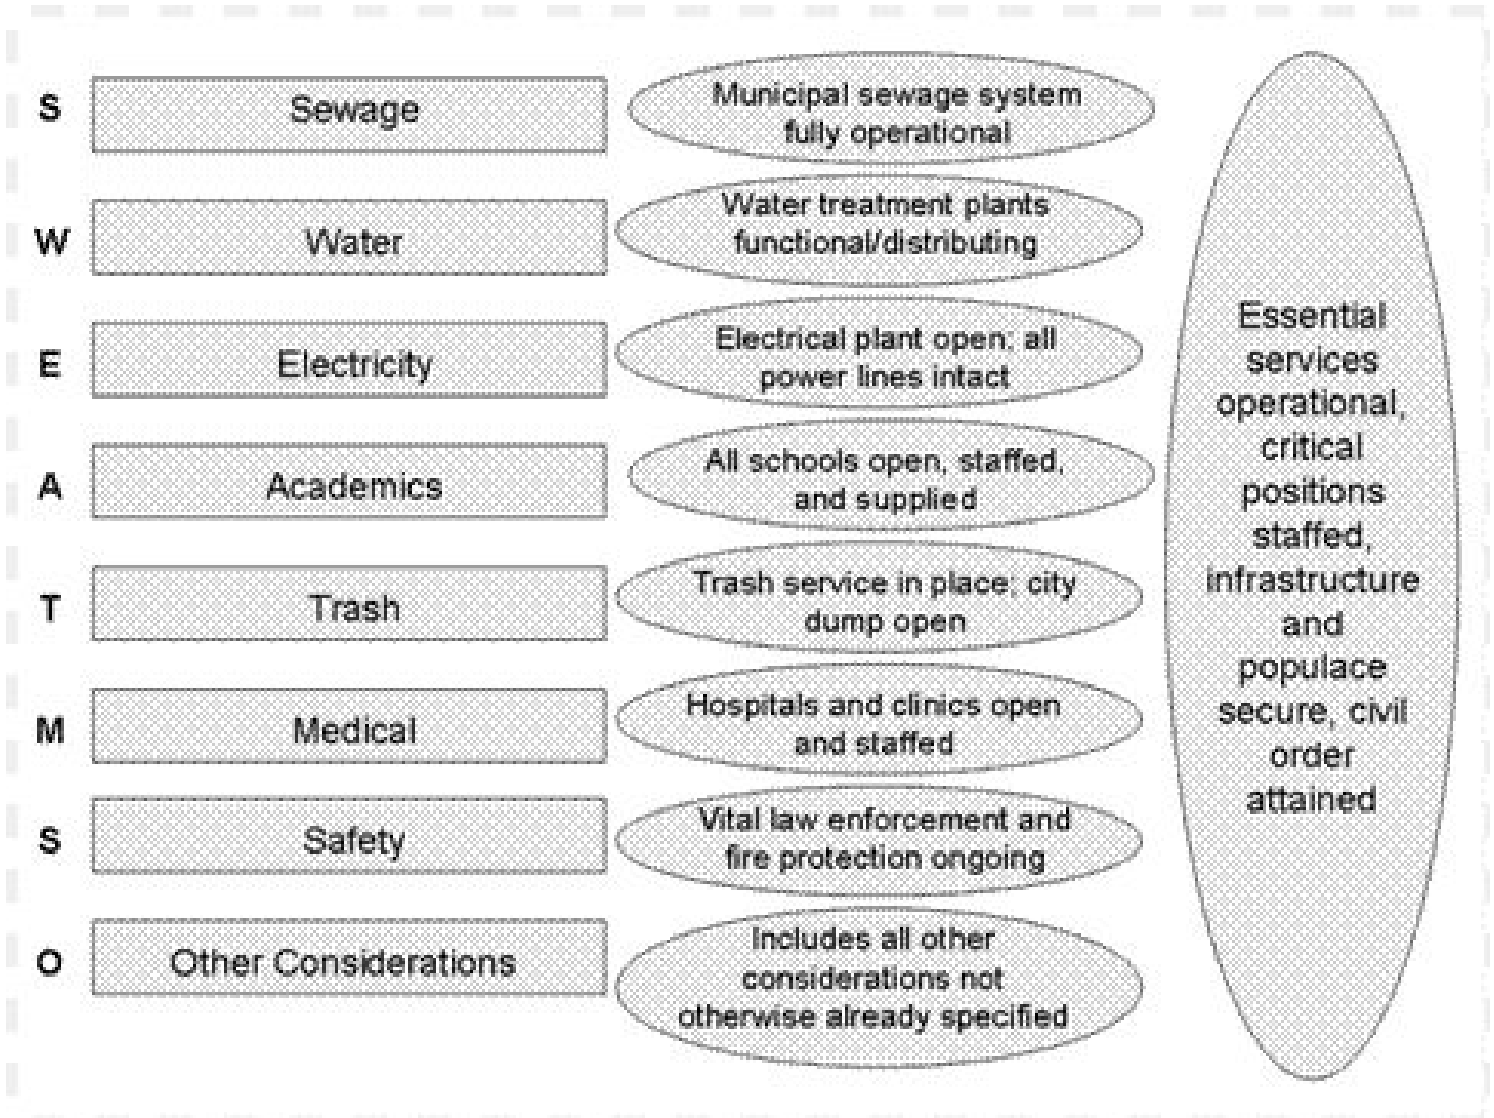 S
Sewage
Municipal sewage system
fully operational
W
Water
Water treatment plants
functional/distributing
E
Electricity
Electrical plant open; all
power lines intact
A
Academics
All schools open, staffed,
and supplied
T
Trash
Trash service in place; city
dump open
M
Medical
Hospitals and clinics open
and staffed
S
Safety
Vital law enforcement and
fire protection ongoing
O
Other Considerations
Includes all other
considerations not
otherwise already specified
Essential
services
operational,
critical
positions
staffed,
infrastructure
and
populace
secure, civil
order
attained